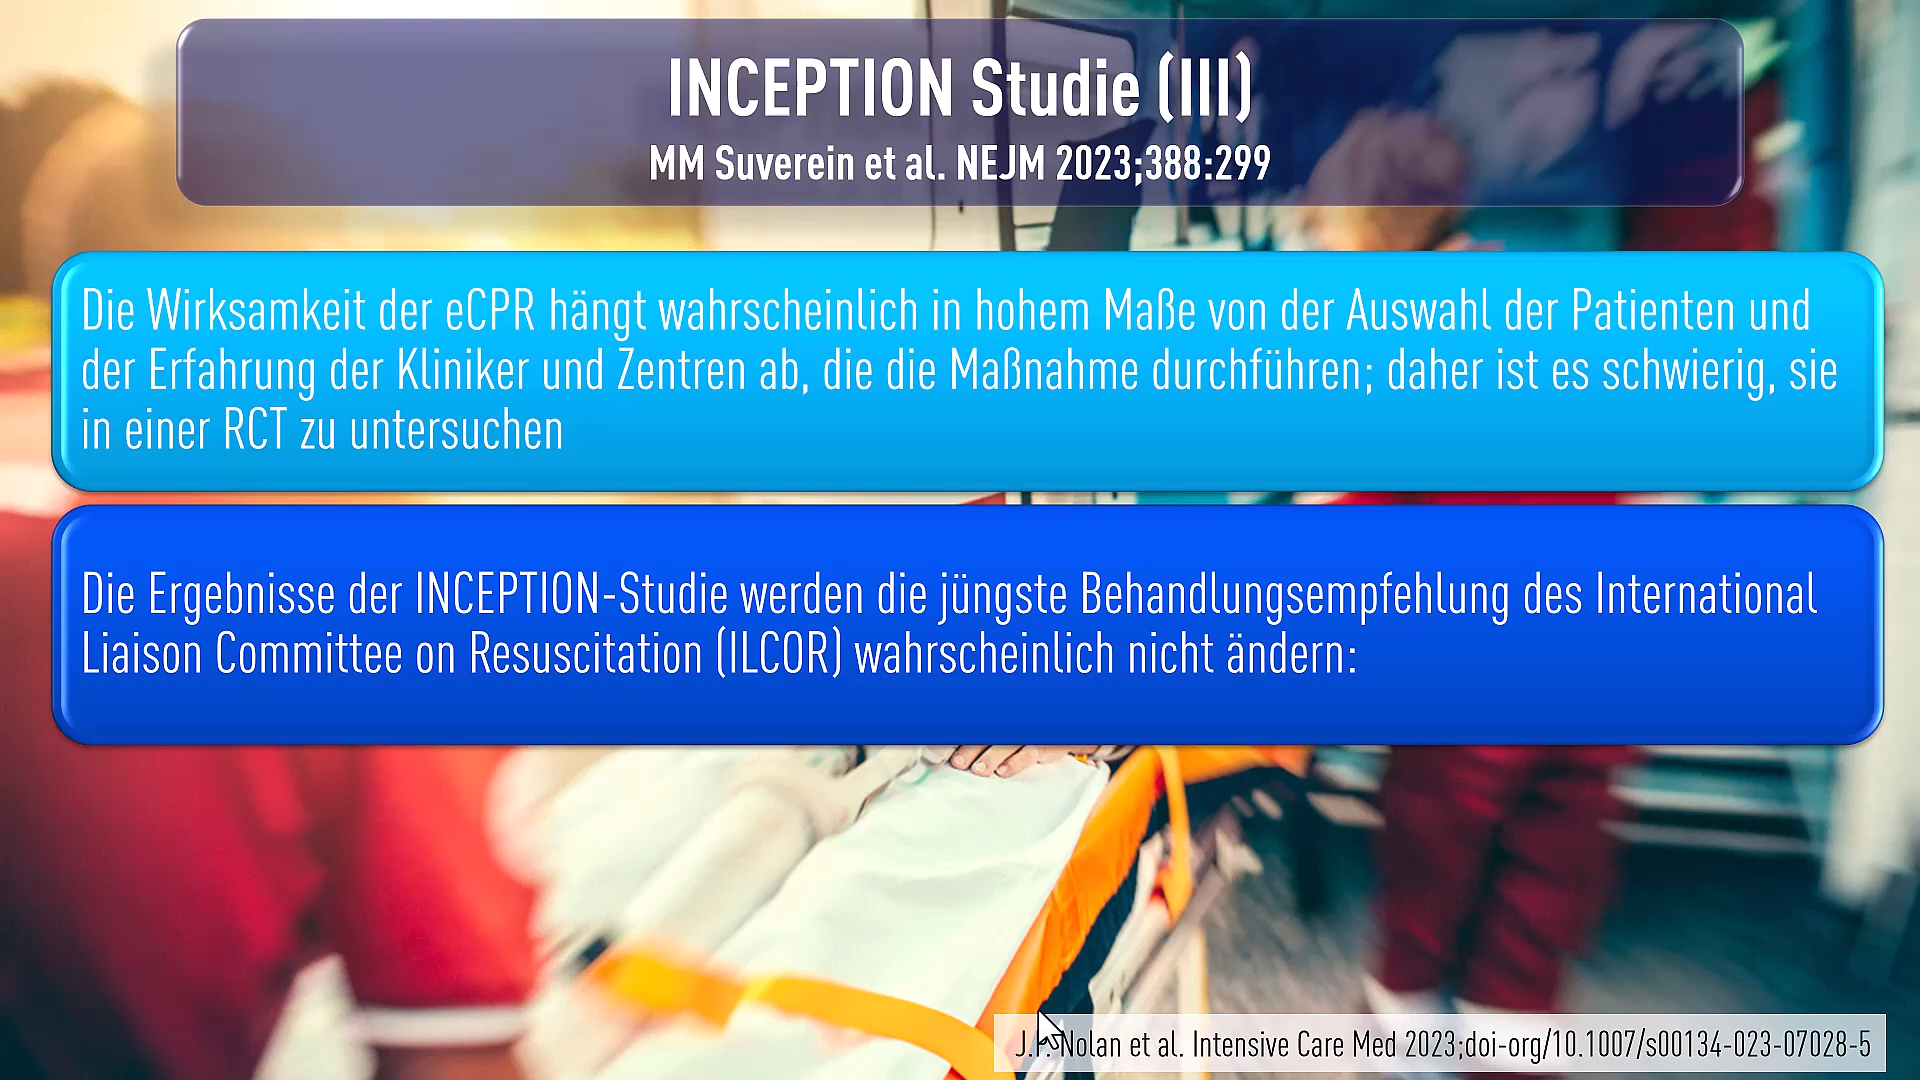 INCEPTION Studie (III)
MM Suverein et al. NEJM 2023;388:299
Die Wirksamkeit der eCPR hängt wahrscheinlich in hohem Maße von der Auswahl der Patienten und
der Erfahrung der Kliniker und Zentren ab, die die Maßnahme durchführen; daher ist es schwierig, sie
in einer RCT zu untersuchen
Die Ergebnisse der INCEPTION-Studie werden die jüngste Behandlungsempfehlung des International
Liaison Committee on Resuscitation (ILCOR) wahrscheinlich nicht ändern:
J.P. Nolan et al. Intensive Care Med 2023;doi-org/10.1007/s00134-023-07028-5